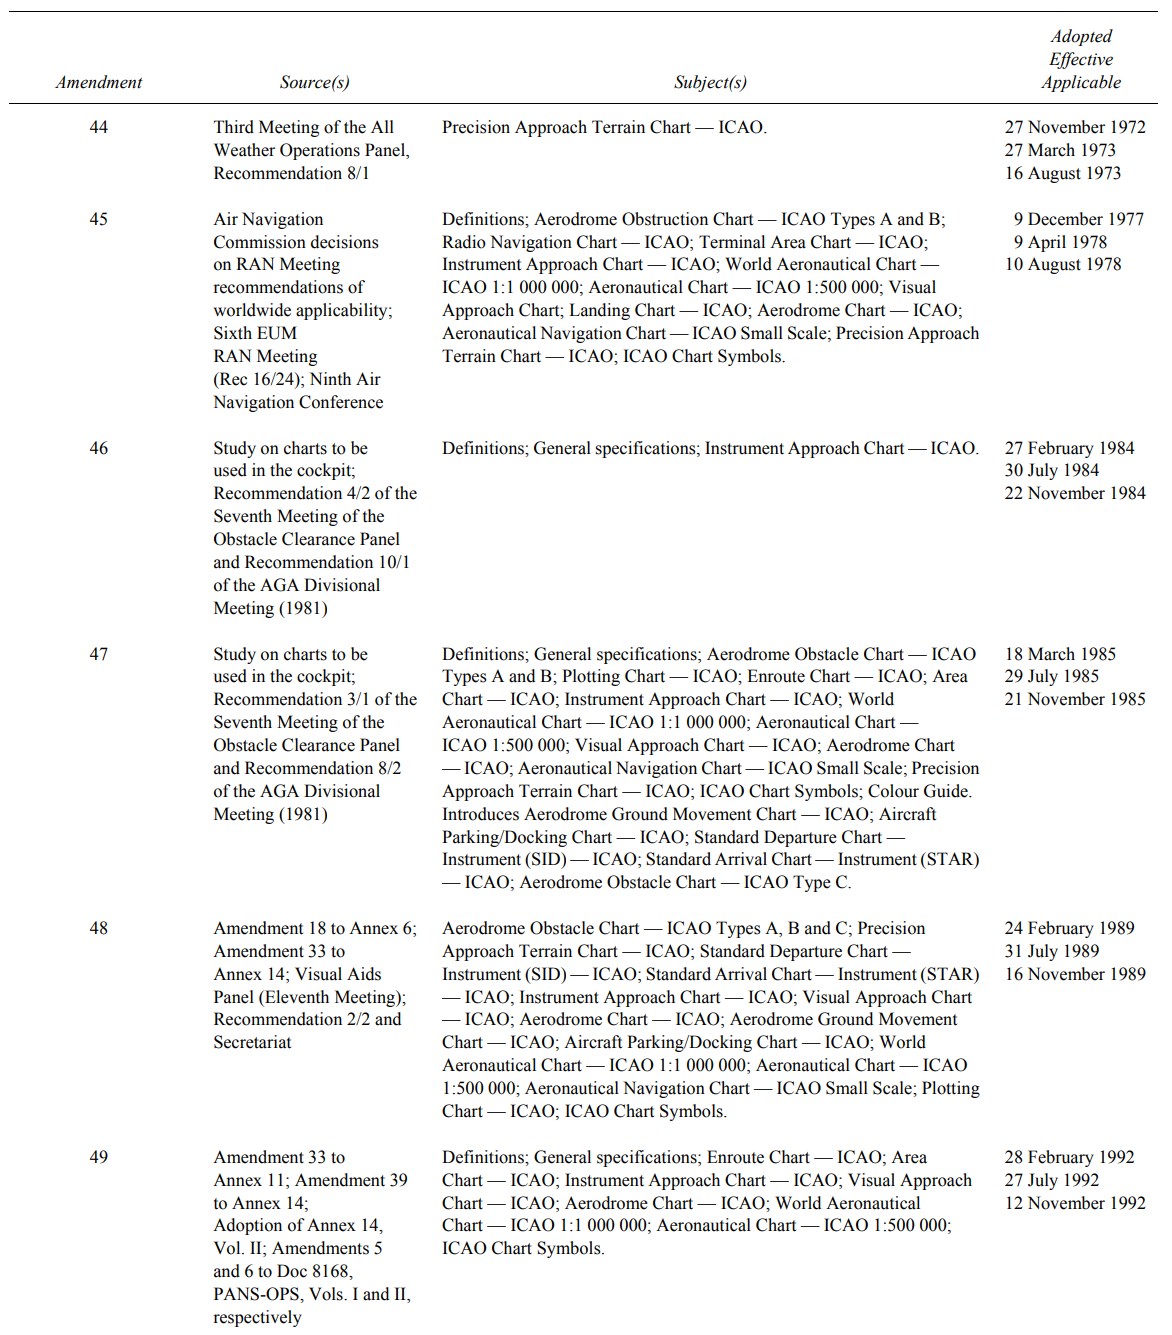 Adopted
Effective
Amendment Source(s) Subject(s) Applicable
44 Third Meeting of the All Precision Approach Terrain Chart — ICAO. 27 November 1972
Weather Operations Panel, 27 March 1973
Recommendation 8/1 16 August 1973
45 Air Navigation Definitions; Aerodrome Obstruction Chart — ICAO Types A and B; 9 December 1977
Commission decisions Radio Navigation Chart — ICAO; Terminal Area Chart — ICAO; 9 April 1978
on RAN Meeting Instrument Approach Chart — ICAO; World Aeronautical Chart — 10 August 1978
recommendations of ICAO 1:1 000 000; Aeronautical Chart — ICAO 1:500 000; Visual
worldwide applicability; Approach Chart; Landing Chart — ICAO; Aerodrome Chart — ICAO;
Sixth EUM Aeronautical Navigation Chart — ICAO Small Scale; Precision Approach
RAN Meeting Terrain Chart — ICAO; ICAO Chart Symbols.
(Rec 16/24); Ninth Air
Navigation Conference
46 Study on charts to be Definitions; General specifications; Instrument Approach Chart — ICAO. 27 February 1984
used in the cockpit; 30 July 1984
Recommendation 4/2 of the 22 November 1984
Seventh Meeting of the
Obstacle Clearance Panel
and Recommendation 10/1
of the AGA Divisional
Meeting (1981)
47 Study on charts to be Definitions; General specifications; Aerodrome Obstacle Chart — ICAO 18 March 1985
used in the cockpit; Types A and B; Plotting Chart — ICAO; Enroute Chart — ICAO; Area 29 July 1985
Recommendation 3/1 of the Chart — ICAO; Instrument Approach Chart — ICAO; World 21 November 1985
Seventh Meeting of the Aeronautical Chart — ICAO 1:1 000 000; Aeronautical Chart —
Obstacle Clearance Panel ICAO 1:500 000; Visual Approach Chart — ICAO; Aerodrome Chart
and Recommendation 8/2 — ICAO; Aeronautical Navigation Chart — ICAO Small Scale; Precision
of the AGA Divisional Approach Terrain Chart — ICAO; ICAO Chart Symbols; Colour Guide.
Meeting (1981) Introduces Aerodrome Ground Movement Chart — ICAO; Aircraft
Parking/Docking Chart — ICAO; Standard Departure Chart —
Instrument (SID) — ICAO; Standard Arrival Chart — Instrument (STAR)
— ICAO; Aerodrome Obstacle Chart — ICAO Type C.
48 Amendment 18 to Annex 6; Aerodrome Obstacle Chart — ICAO Types A, B and C; Precision 24 February 1989
Amendment 33 to Approach Terrain Chart — ICAO; Standard Departure Chart — 31 July 1989
Annex 14; Visual Aids Instrument (SID) — ICAO; Standard Arrival Chart — Instrument (STAR) 16 November 1989
Panel (Eleventh Meeting); — ICAO; Instrument Approach Chart — ICAO; Visual Approach Chart
Recommendation 2/2 and — ICAO; Aerodrome Chart — ICAO; Aerodrome Ground Movement
Secretariat Chart — ICAO; Aircraft Parking/Docking Chart — ICAO; World
Aeronautical Chart — ICAO 1:1 000 000; Aeronautical Chart — ICAO
1:500 000; Aeronautical Navigation Chart — ICAO Small Scale; Plotting
Chart — ICAO; ICAO Chart Symbols.
49 Amendment 33 to Definitions; General specifications; Enroute Chart — ICAO; Area 28 February 1992
Annex 11; Amendment 39 Chart — ICAO; Instrument Approach Chart — ICAO; Visual Approach 27 July 1992
to Annex 14; Chart — ICAO; Aerodrome Chart — ICAO; World Aeronautical 12 November 1992
Adoption of Annex 14, Chart — ICAO 1:1 000 000; Aeronautical Chart — ICAO 1:500 000;
Vol. II; Amendments 5 ICAO Chart Symbols.
and 6 to Doc 8168,
PANS-OPS, Vols. I and II,
respectively